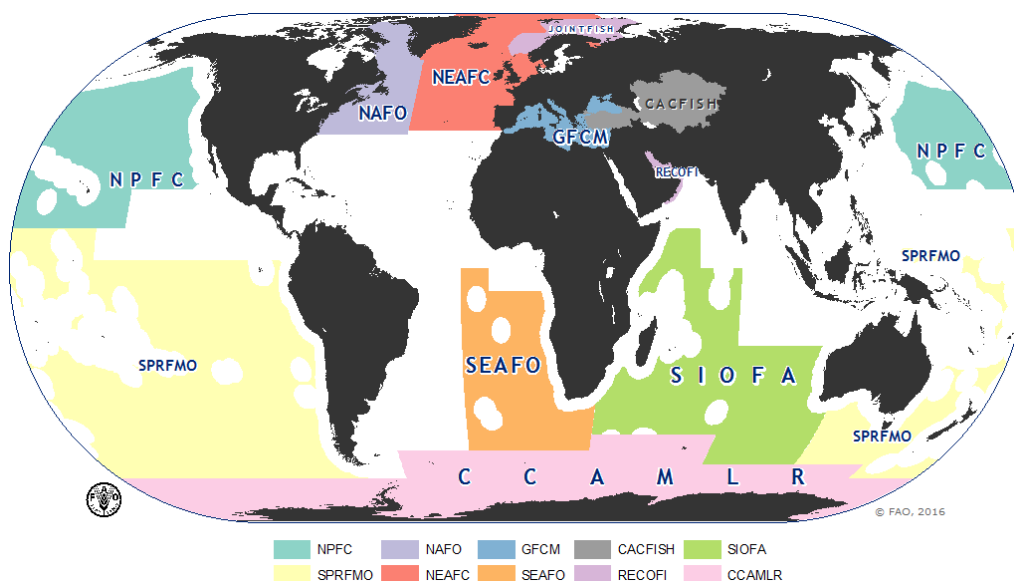 JOINTFISH
NEAFC
NAFO
CACFISH
GFCM
NPFC
NPFC
RECOFI
SPRFMO
SPRFMO
SEAFO
SIOFA
SPRFMO
CCAMLR
FAO
© FAO, 2016
NPFC NAFO GFCM CACFISH SIOFA
SPRFMO NEAFC SEAFO RECOFI CCAMLR